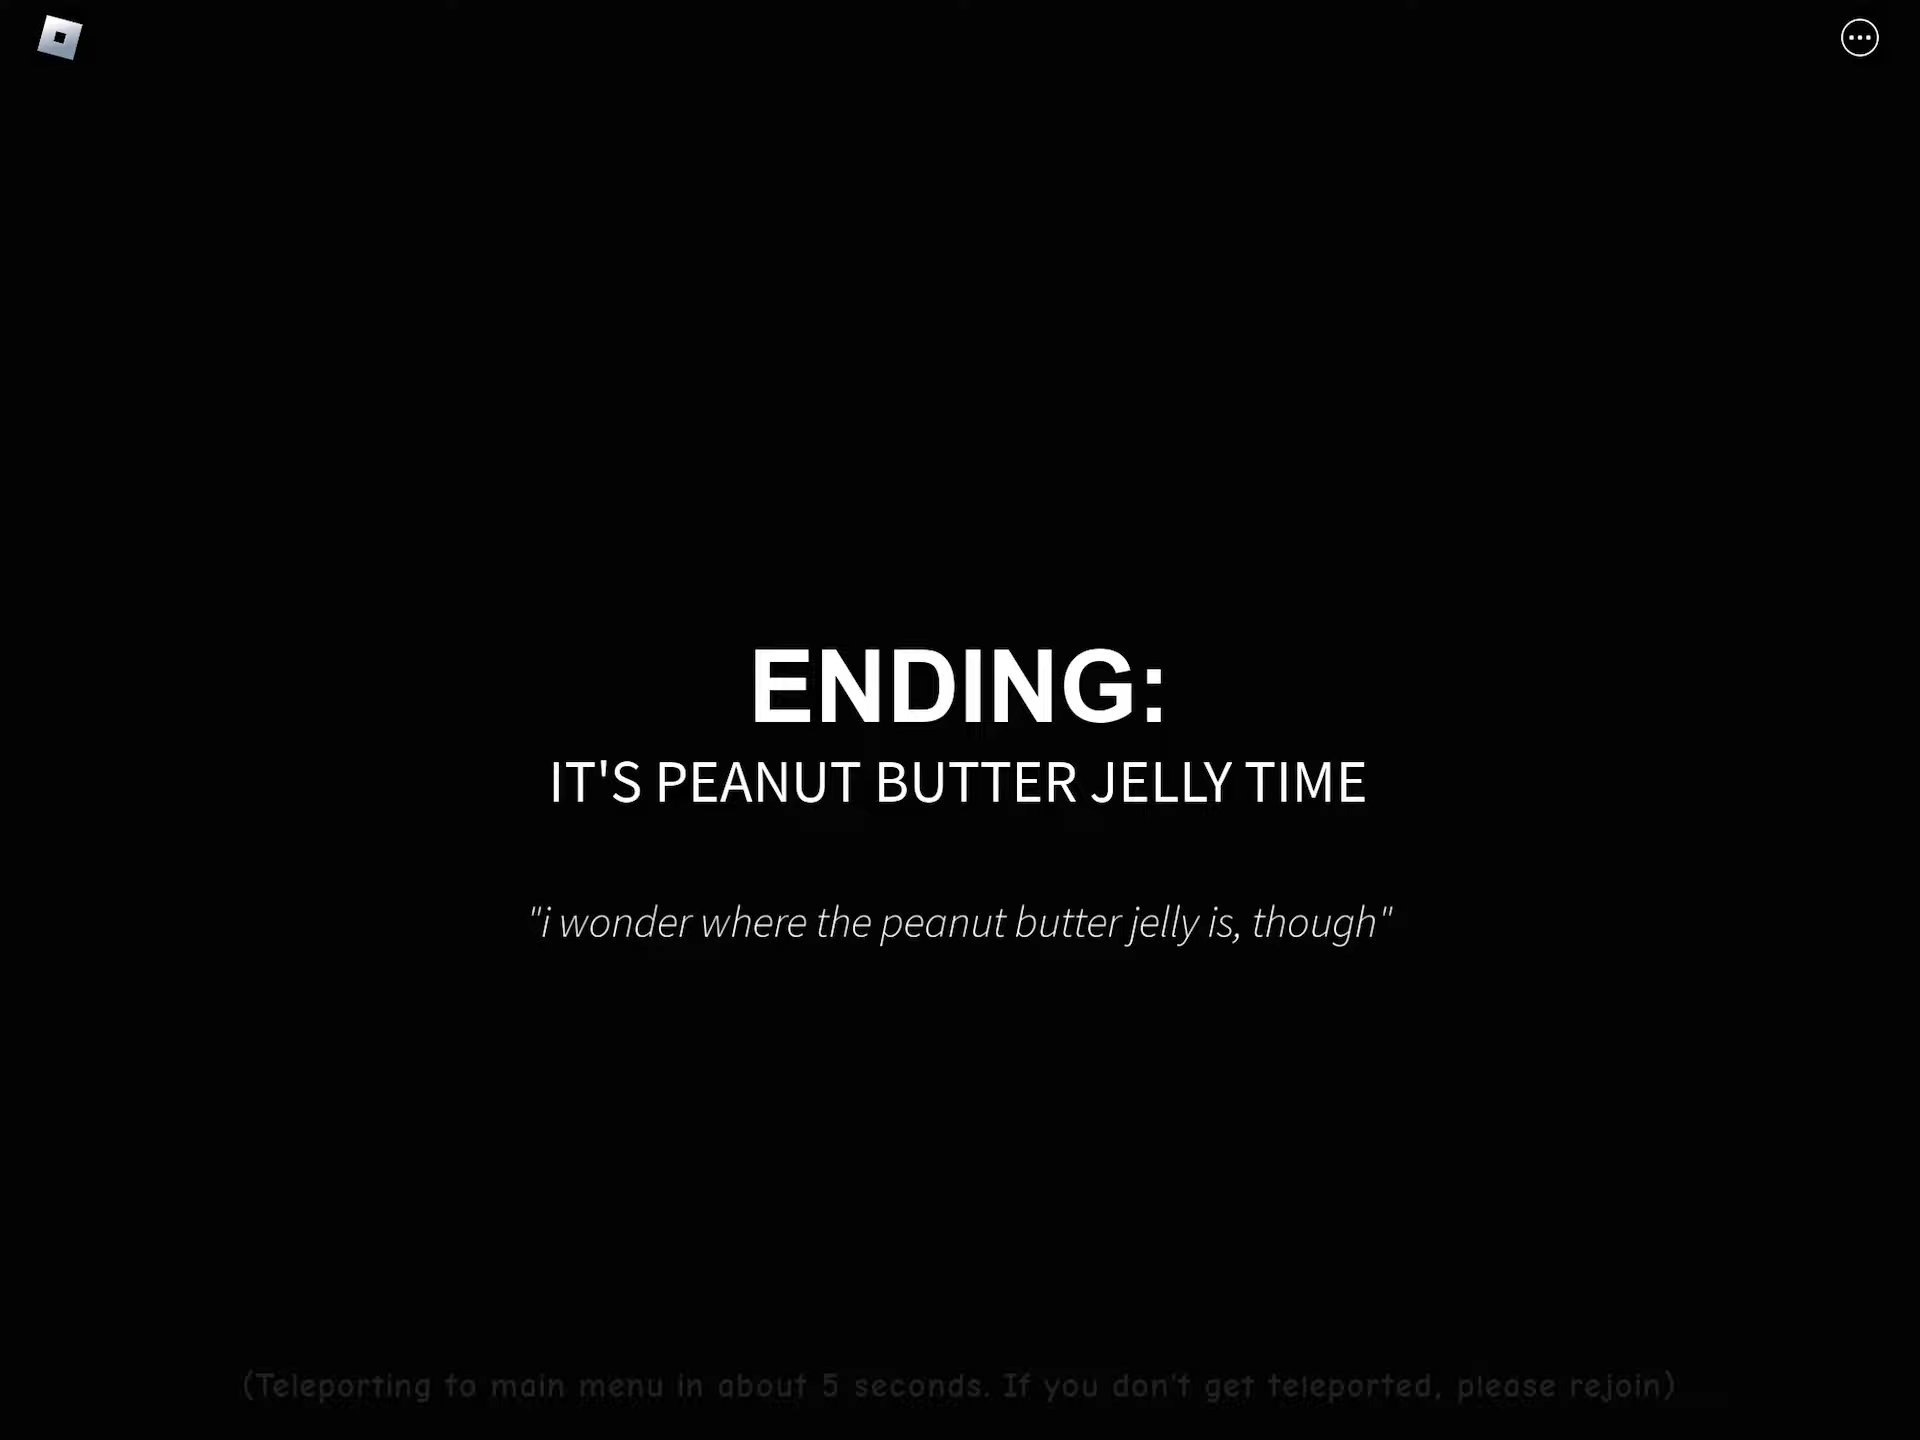 ENDING:
IT'S PEANUT BUTTER JELLY TIME
"i wonder where the peanut butter jelly is, though"
(Teleporting to main menu in about 5 seconds. If you don't get teleported, please rejoin)